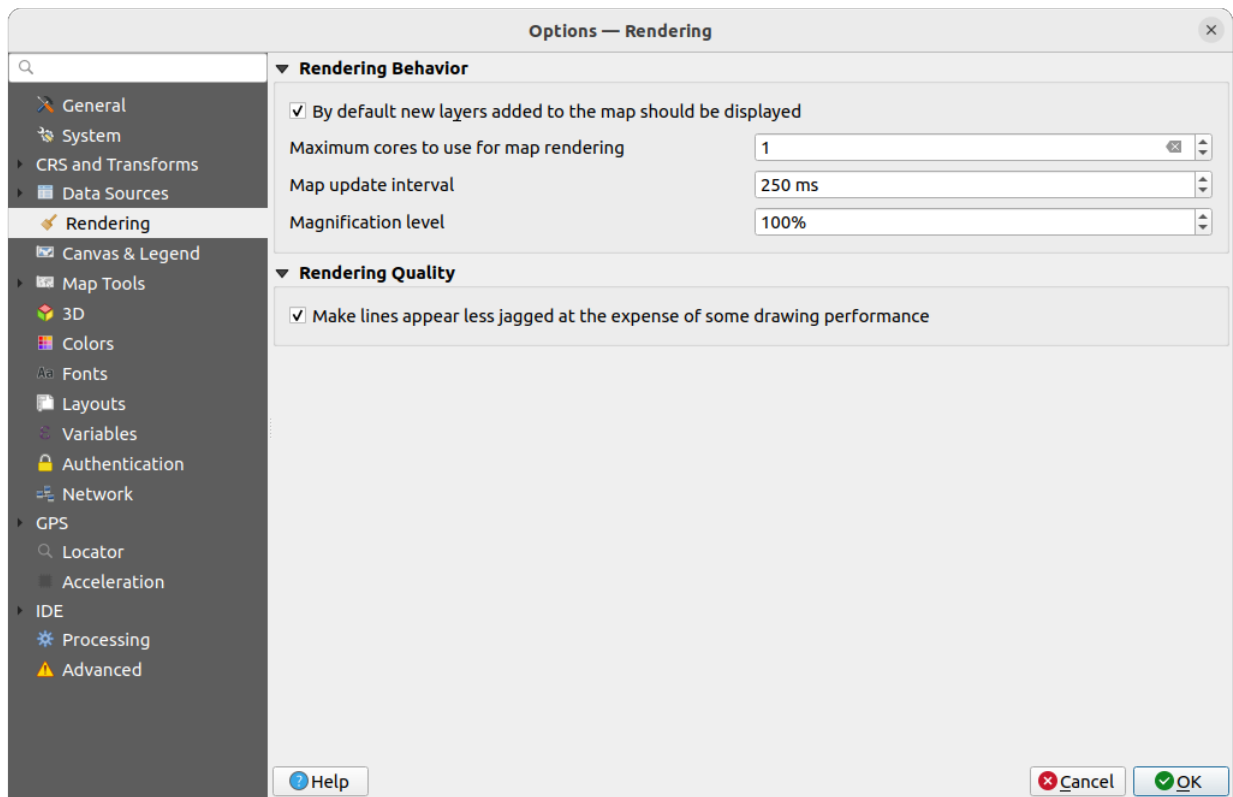 Options — Rendering
General
System
CRS and Transforms
Data Sources
Rendering
Canvas & Legend
Map Tools
3D
Colors
Aa Fonts
Layouts
ε Variables
Authentication
Network
GPS
Locator
Acceleration
IDE
Processing
Advanced
Rendering Behavior
By default new layers added to the map should be displayed
Maximum cores to use for map rendering 1
Map update interval 250 ms
Magnification level 100%
Rendering Quality
Make lines appear less jagged at the expense of some drawing performance
Help Cancel OK